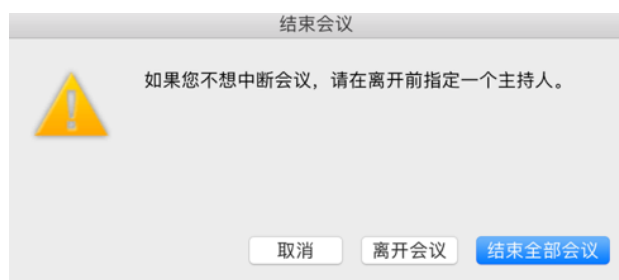 结束会议
如果您不想中断会议，请在离开前指定一个主持人。
取消
离开会议
结束全部会议